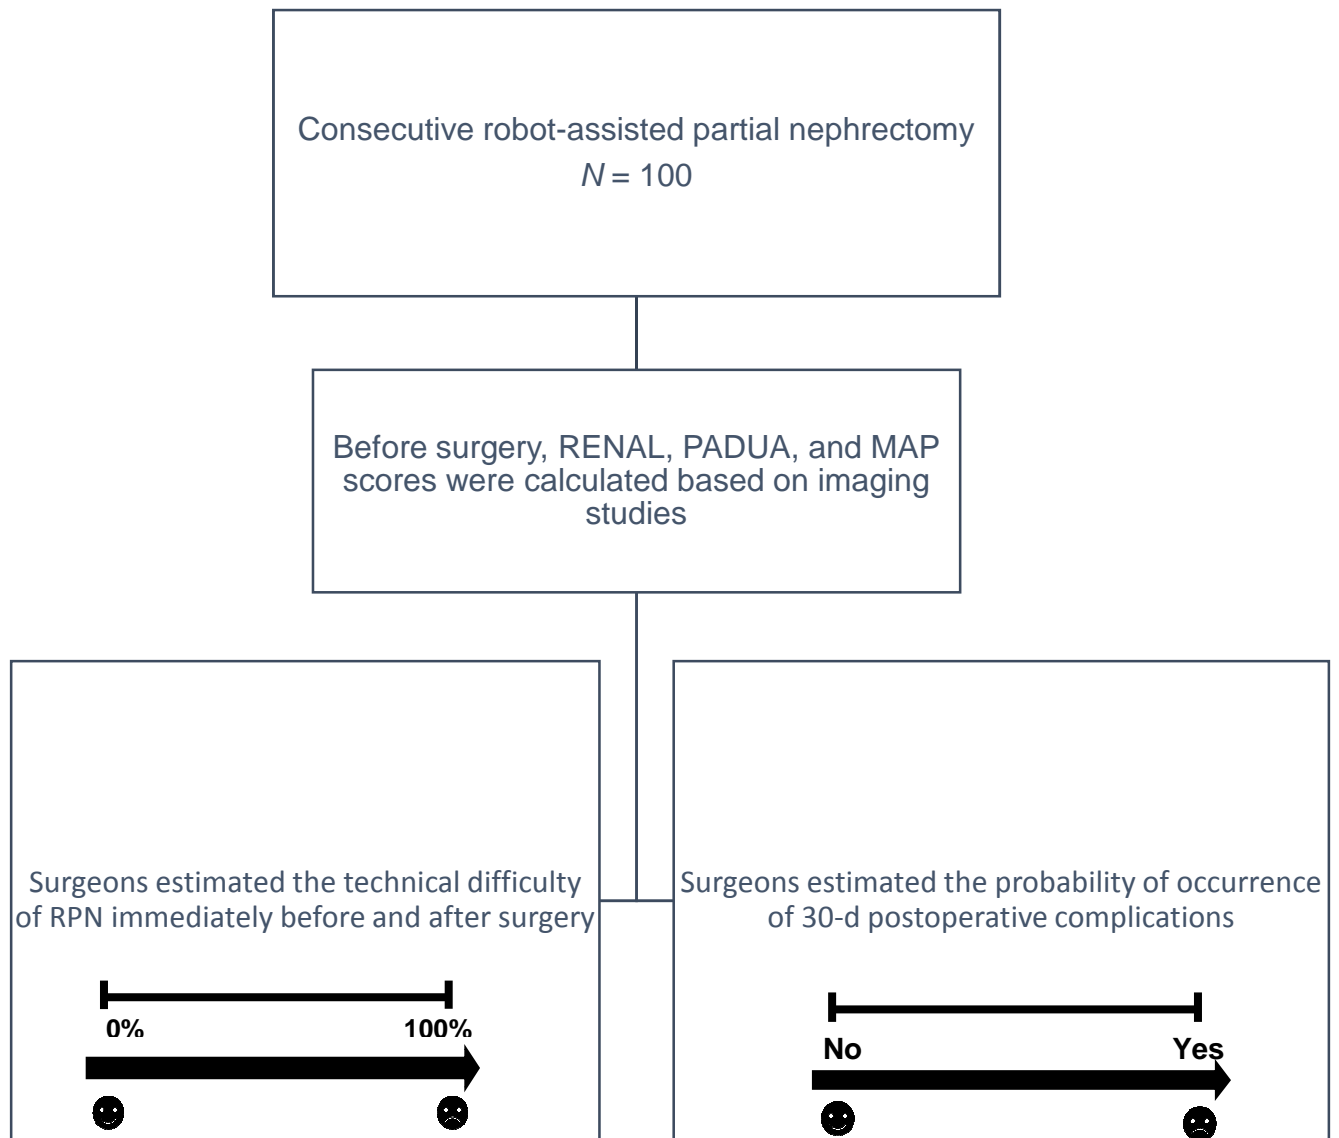 Consecutive robot-assisted partial nephrectomy
N = 100
Before surgery, RENAL, PADUA, and MAP
scores were calculated based on imaging
studies
Surgeons estimated the technical difficulty
of RPN immediately before and after surgery
0% 100%
Surgeons estimated the probability of occurrence
of 30-d postoperative complications
No Yes